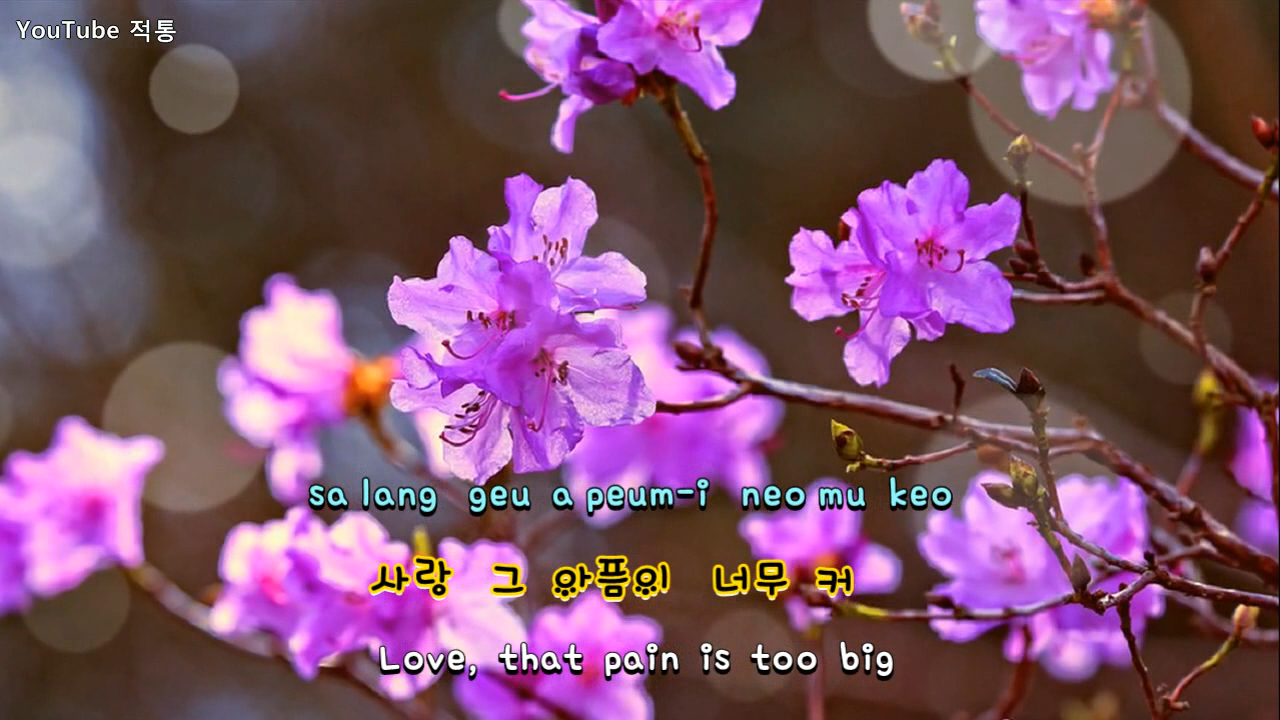 YouTube 적통
sa lang geu a peum-i neo mu keo
사랑 그 아픔이 너무 커
Love, that pain is too big